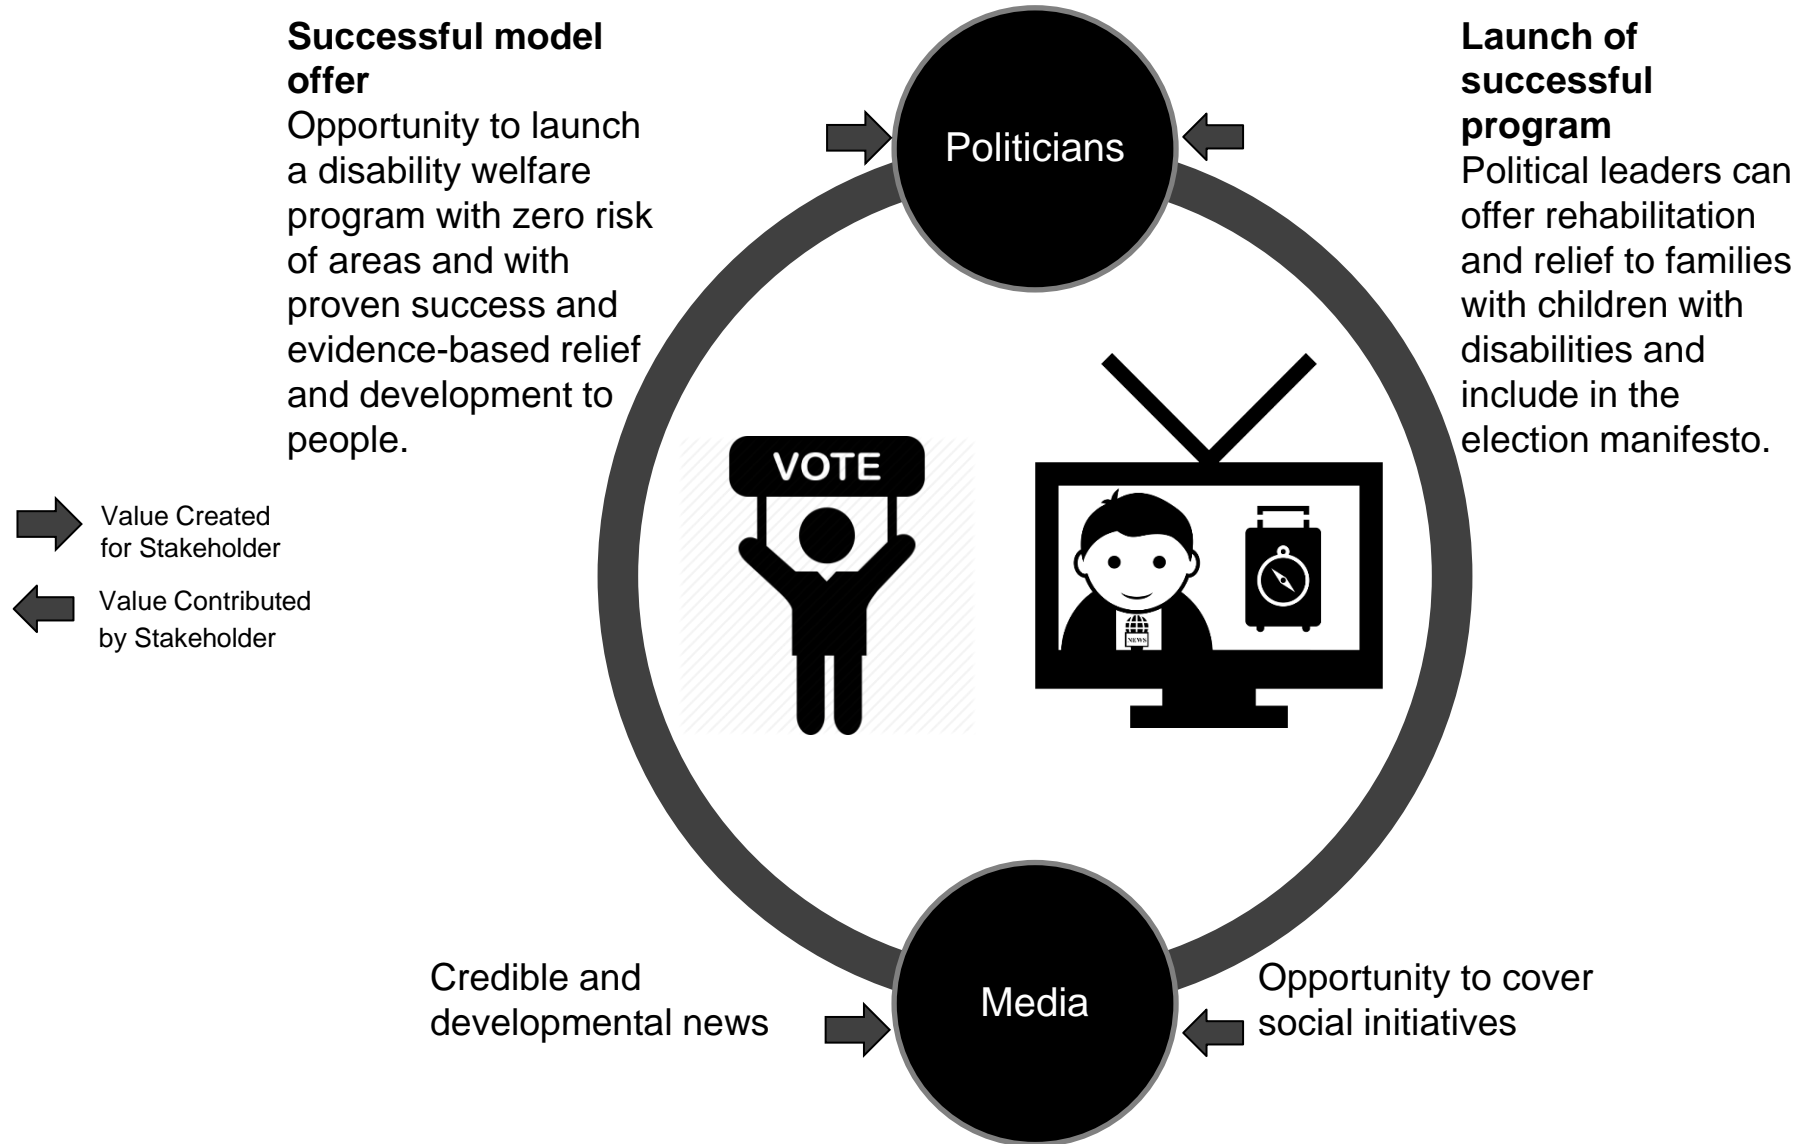 Successful model
offer
Opportunity to launch
a disability welfare
program with zero risk
of areas and with
proven success and
evidence-based relief
and development to
people.
Politicians
Launch of
successful
program
Political leaders can
offer rehabilitation
and relief to families
with children with
disabilities and
include in the
election manifesto.
VOTE
NEWS
Value Created
for Stakeholder
Value Contributed
by Stakeholder
Credible and
developmental news
Media
Opportunity to cover
social initiatives